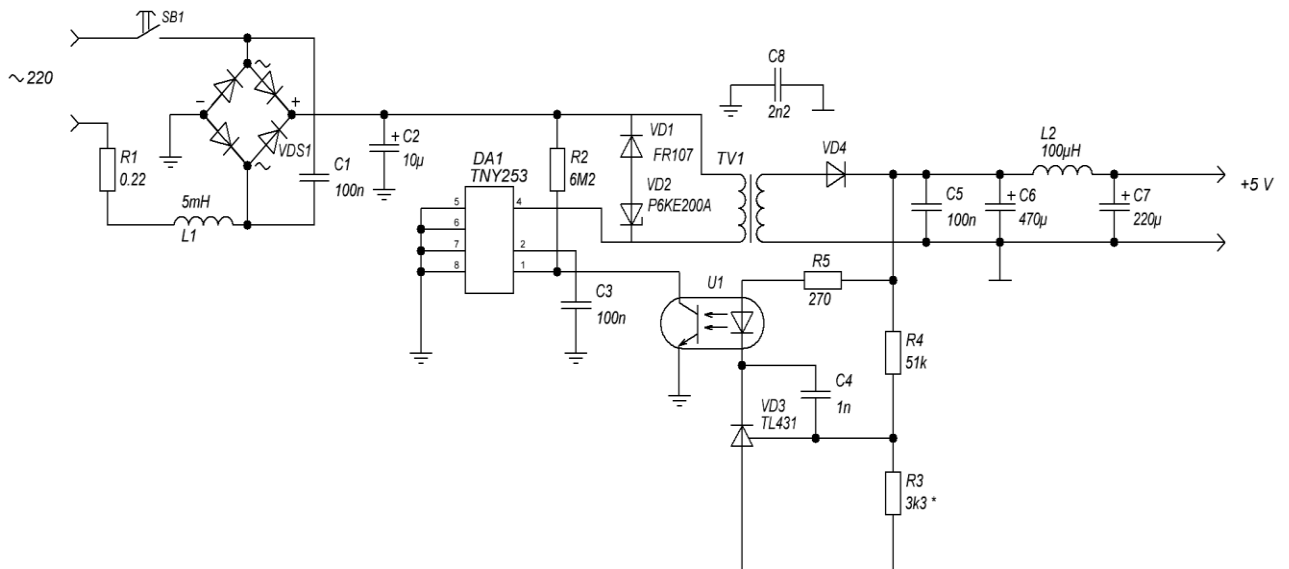 SB1
~220
~
-
+
~
VDS1
R1
0.22
5mH
L1
C1
100n
+ C2
10µ
DA1
TNY253
5
6
7
8
4
2
1
R2
6M2
C3
100n
VD1
FR107
VD2
P6KE200A
TV1
C8
2n2
VD4
C5
100n
+ C6
470µ
L2
100µH
+ C7
220µ
+5 V
U1
R5
270
R4
51k
C4
1n
VD3
TL431
R3
3k3 *